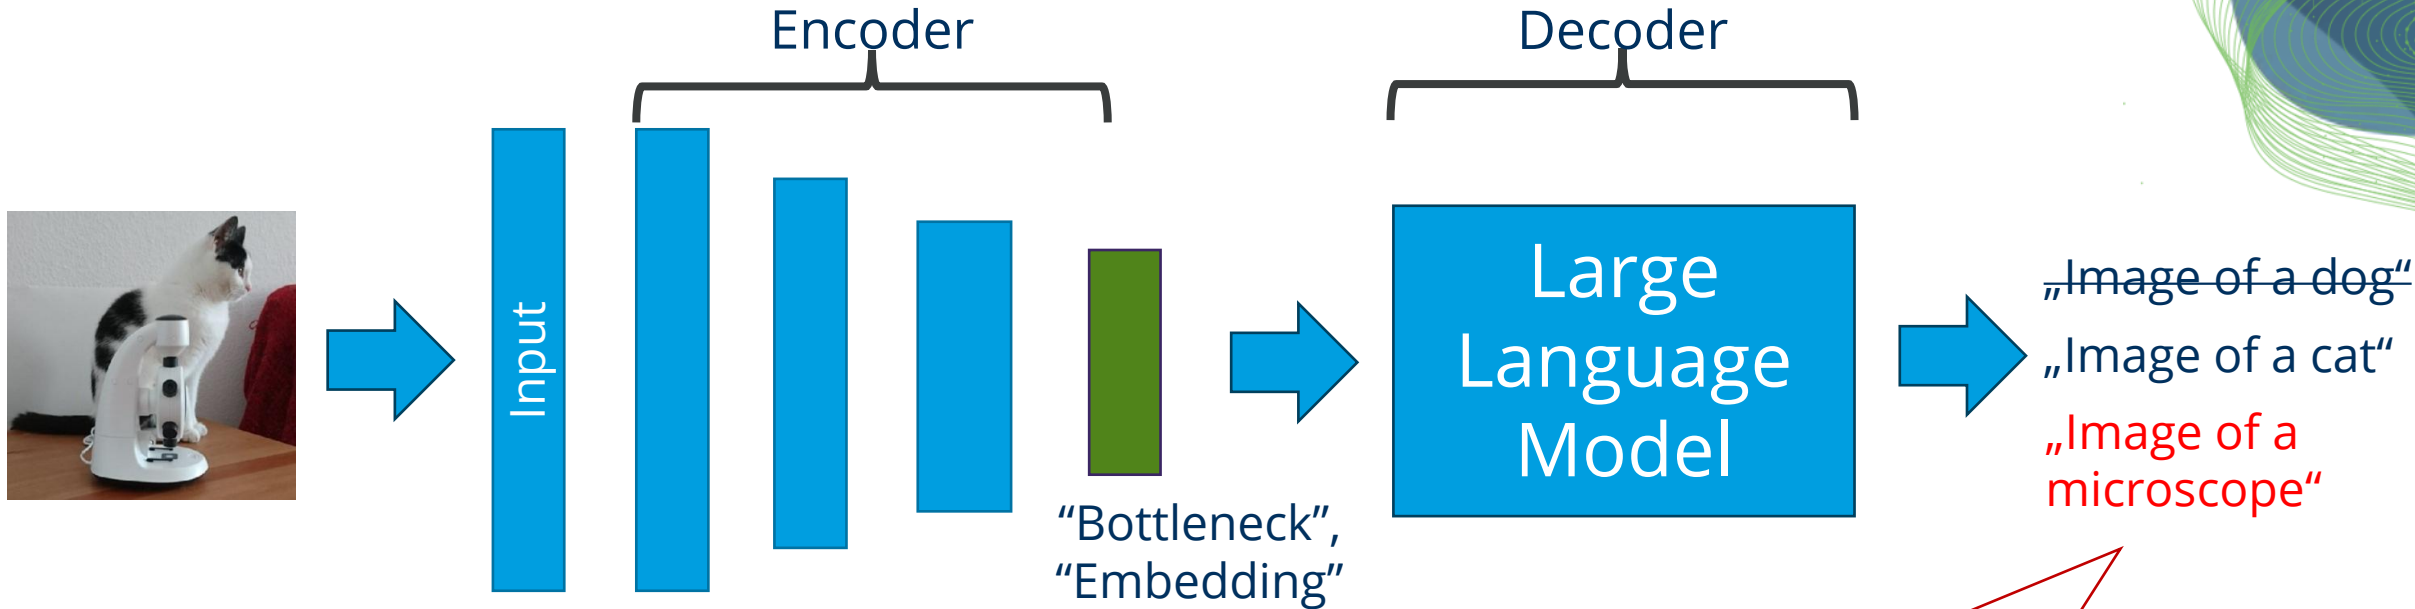 Encoder
Decoder
Input
Large
Language
Model
“Bottleneck”,
“Embedding”
„Image of a dog“
„Image of a cat“
„Image of a
microscope“